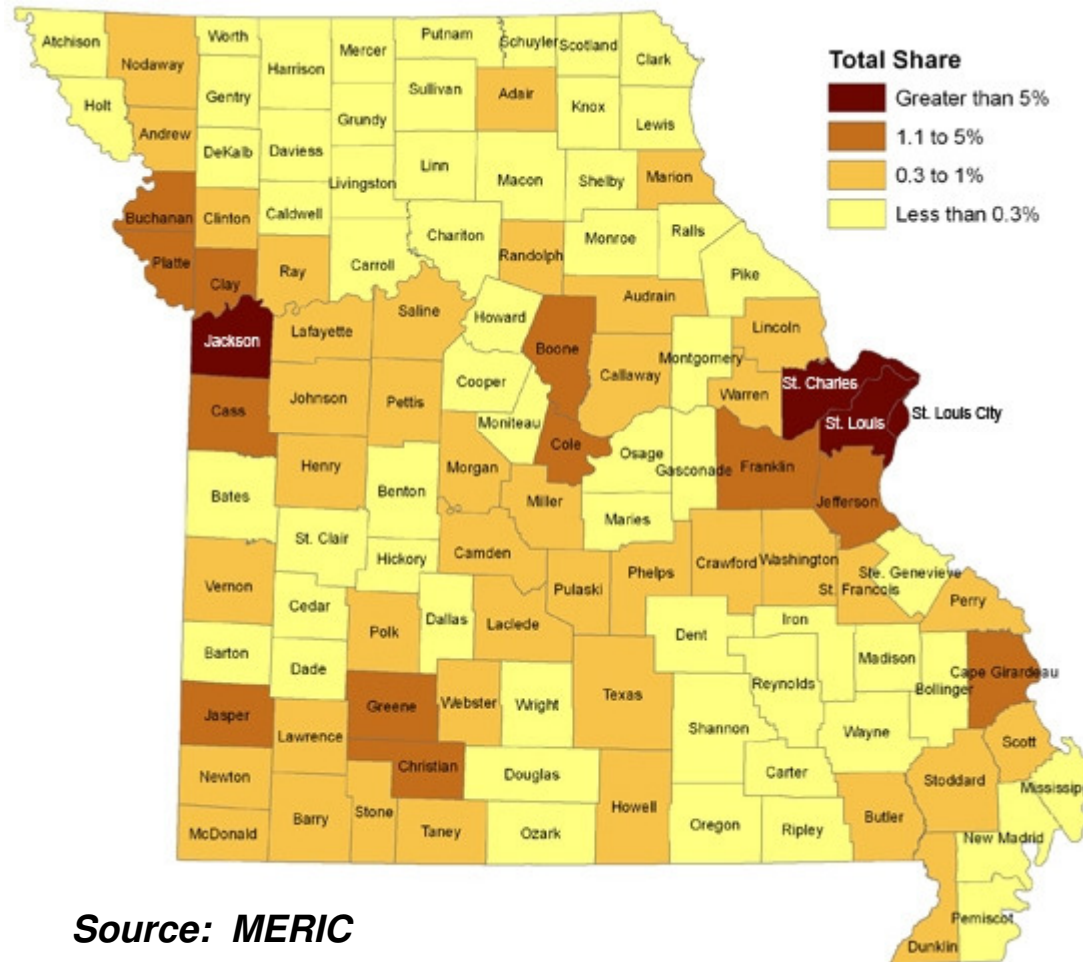 Atchison
Nodaway
Worth
Harrison
Mercer
Putnam
Schuyler
Scotland
Clark
Holt
Gentry
Sullivan
Adair
Knox
Lewis
Andrew
DeKalb
Daviess
Grundy
Linn
Macon
Shelby
Marion
Livingston
Buchanan
Clinton
Caldwell
Chariton
Monroe
Ralls
Platte
Clay
Ray
Carroll
Randolph
Pike
Jackson
Lafayette
Saline
Howard
Boone
Audrain
Lincoln
Montgomery
Cass
Johnson
Pettis
Cooper
Moniteau
Callaway
Warren
St. Charles
St. Louis
St. Louis City
Cole
Osage
Gasconade
Franklin
Jefferson
Henry
Bates
Benton
Morgan
Miller
Maries
St. Clair
Hickory
Camden
Pulaski
Phelps
Crawford
Washington
St. Francois
Ste. Genevieve
Perry
Vernon
Cedar
Polk
Dallas
Laclede
Dent
Iron
Madison
Bollinger
Cape Girardeau
Barton
Dade
Reynolds
Jasper
Greene
Webster
Wright
Texas
Shannon
Wayne
Lawrence
Christian
Douglas
Carter
Stoddard
Scott
Mississip
Newton
McDonald
Barry
Stone
Taney
Ozark
Howell
Oregon
Ripley
Butler
New Madrid
Pemiscot
Dunklin
Total Share
Greater than 5%
1.1 to 5%
0.3 to 1%
Less than 0.3%
Source: MERIC